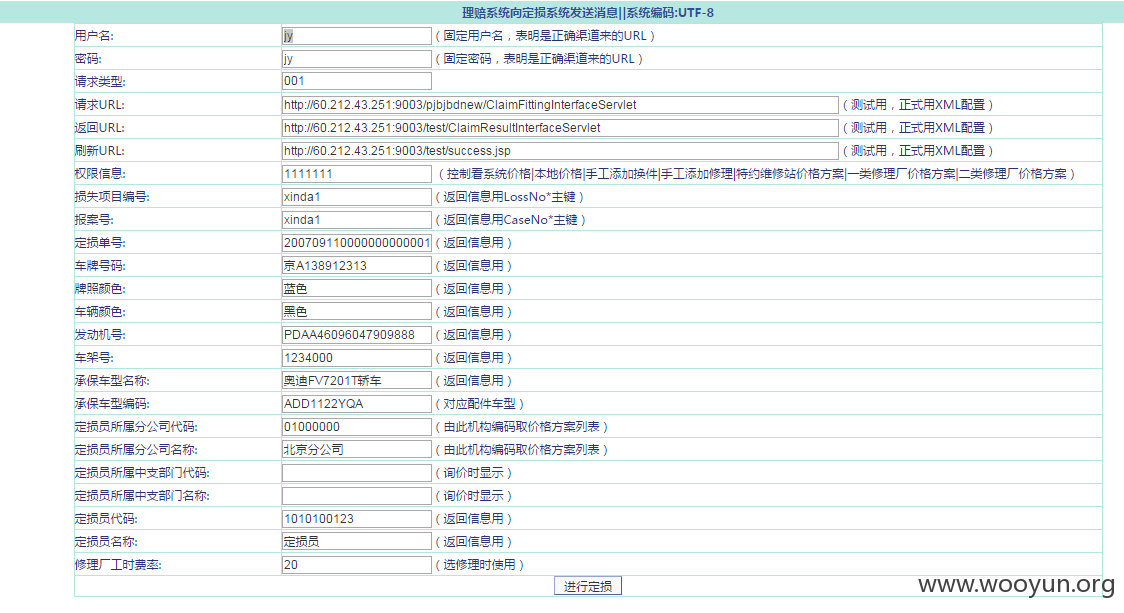 理赔系统向定损系统发送消息||系统编码:UTF-8
用户名: jy （固定用户名，表明是正确渠道来的URL）
密码: jy （固定密码，表明是正确渠道来的URL）
请求类型: 001
请求URL: http://60.212.43.251:9003/pjbjbdnew/ClaimFittingInterfaceServlet （测试用，正式用XML配置）
返回URL: http://60.212.43.251:9003/test/ClaimResultInterfaceServlet （测试用，正式用XML配置）
刷新URL: http://60.212.43.251:9003/test/success.jsp （测试用，正式用XML配置）
权限信息: 1111111 （控制看系统价格|本地价格|手工添加换件|手工添加修理|特约维修站价格方案|一类修理厂价格方案|二类修理厂价格方案）
损失项目编号: xinda1 （返回信息用LossNo*主键）
报案号: xinda1 （返回信息用CaseNo*主键）
定损单号: 200709110000000000001 （返回信息用）
车牌号码: 京A138912313 （返回信息用）
牌照颜色: 蓝色 （返回信息用）
车辆颜色: 黑色 （返回信息用）
发动机号: PDAA46096047909888 （返回信息用）
车架号: 1234000 （返回信息用）
承保车型名称: 奥迪FV7201T轿车 （返回信息用）
承保车型编码: ADD1122YQA （对应配件车型）
定损员所属分公司代码: 01000000 （由此机构编码取价格方案列表）
定损员所属分公司名称: 北京分公司 （由此机构编码取价格方案列表）
定损员所属中支部门代码: （询价时显示）
定损员所属中支部门名称: （询价时显示）
定损员代码: 1010100123 （返回信息用）
定损员名称: 定损员 （返回信息用）
修理厂工时费率: 20 （选修理时使用）
进行定损
www.wooyun.org